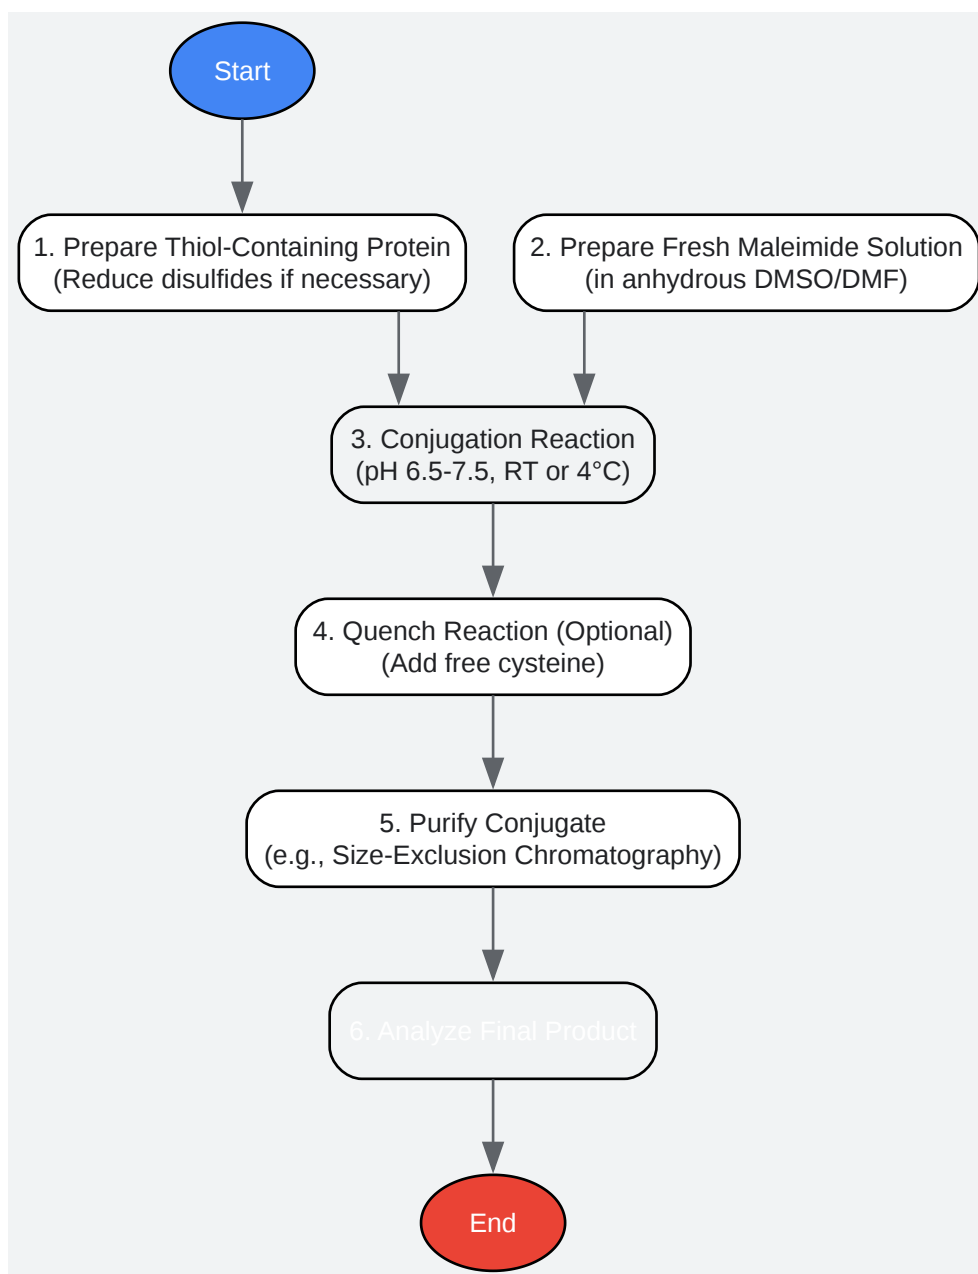 Start
1. Prepare Thiol-Containing Protein
(Reduce disulfides if necessary)
2. Prepare Fresh Maleimide Solution
(in anhydrous DMSO/DMF)
3. Conjugation Reaction
(pH 6.5-7.5, RT or 4°C)
4. Quench Reaction (Optional)
(Add free cysteine)
5. Purify Conjugate
(e.g., Size-Exclusion Chromatography)
6. Analyze Final Product
End